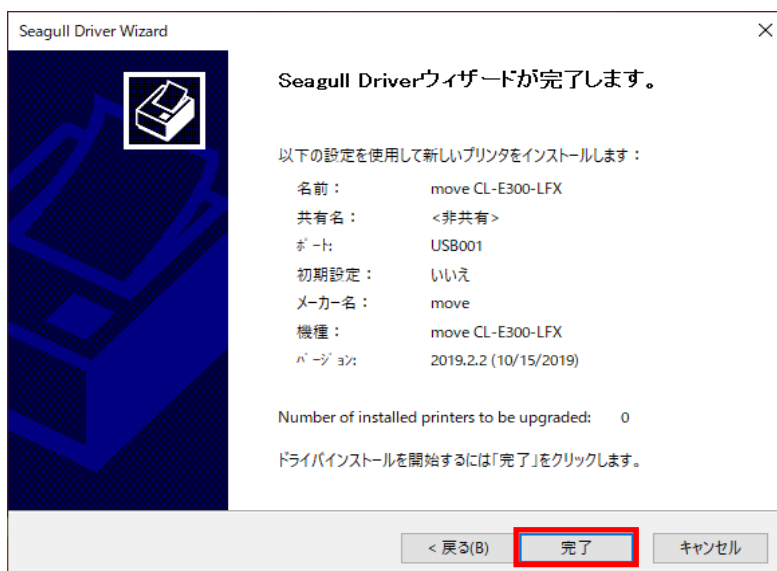 Seagull Driver Wizard
Seagull Driverウィザードが完了します。
以下の設定を使用して新しいプリンタをインストールします：
名前： move CL-E300-LFX
共有名： <非共有>
ﾎﾟｰﾄ: USB001
初期設定： いいえ
メーカー名： move
機種： move CL-E300-LFX
ﾊﾞｰｼﾞｮﾝ: 2019.2.2 (10/15/2019)
Number of installed printers to be upgraded: 0
ドライバインストールを開始するには「完了」をクリックします。
< 戻る(B) 完了 キャンセル